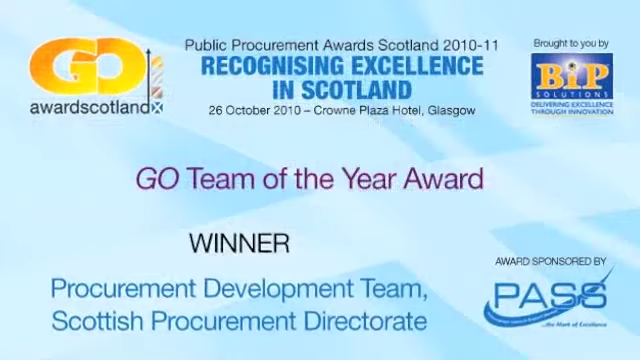 GO
awardscotland
Public Procurement Awards Scotland 2010-11
RECOGNISING EXCELLENCE
IN SCOTLAND
26 October 2010 – Crowne Plaza Hotel, Glasgow
Brought to you by
BiP
SOLUTIONS
DELIVERING EXCELLENCE
THROUGH INNOVATION
GO Team of the Year Award
WINNER
Procurement Development Team,
Scottish Procurement Directorate
AWARD SPONSORED BY
PASS
...the Mark of Excellence